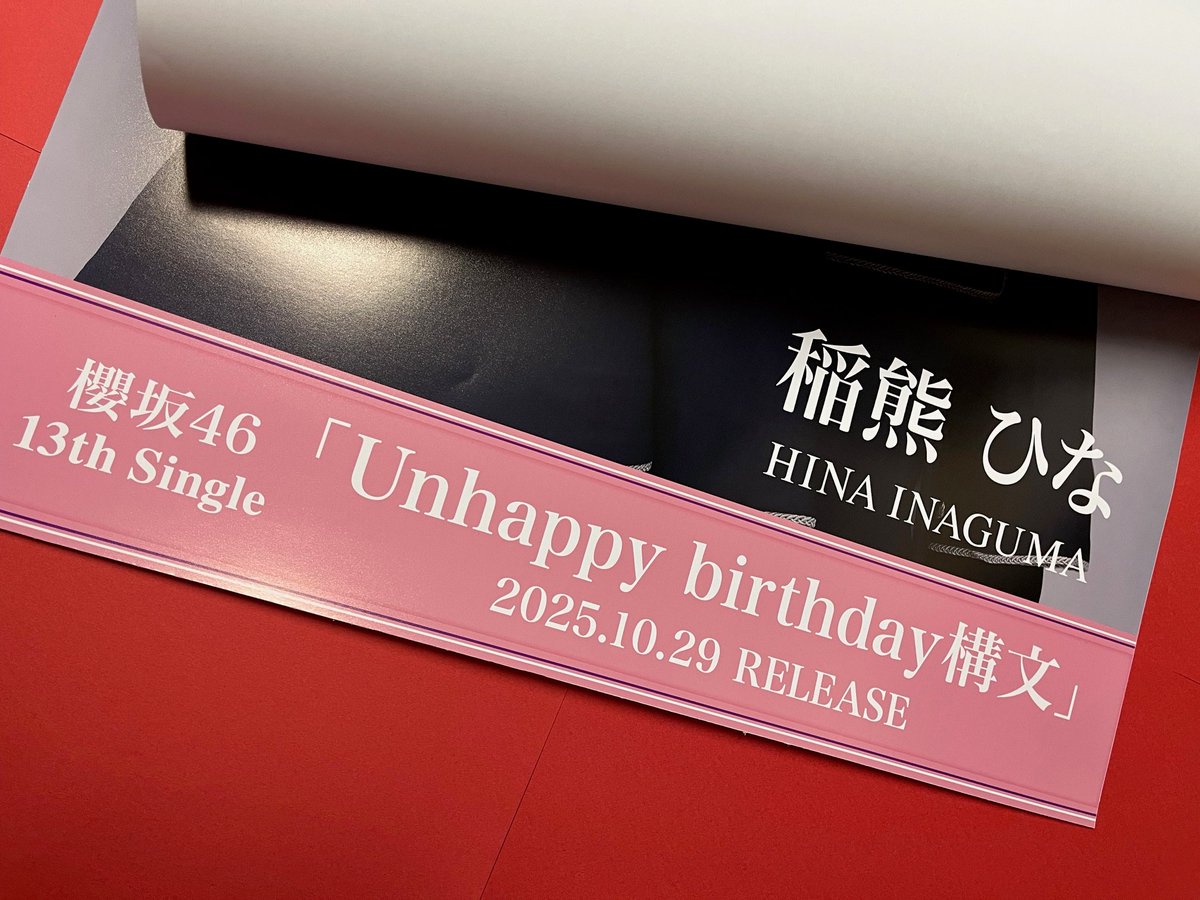 稲熊 ひな
HINA INAGUMA
櫻坂46
13th Single
「Unhappy birthday構文」
2025.10.29 RELEASE